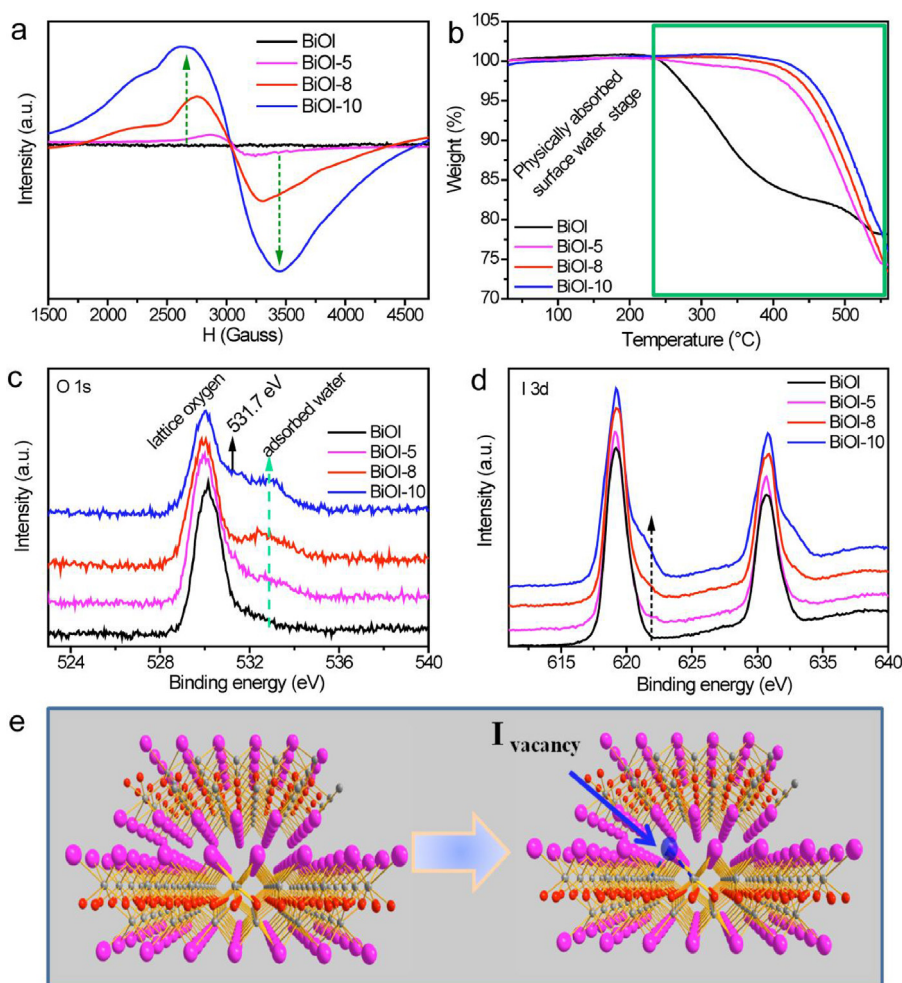 a
BiOI
BiOI-5
BiOI-8
BiOI-10
Intensity (a.u.)
1500 2000 2500 3000 3500 4000 4500
H (Gauss)
b
105
100
95
90
85
80
75
70
Weight (%)
Physically absorbed
surface water stage
BiOI
BiOI-5
BiOI-8
BiOI-10
100 200 300 400 500
Temperature (°C)
c
O 1s
lattice oxygen
531.7 eV
adsorbed water
BiOI
BiOI-5
BiOI-8
BiOI-10
Intensity (a.u.)
524 528 532 536 540
Binding energy (eV)
d
I 3d
BiOI
BiOI-5
BiOI-8
BiOI-10
Intensity (a.u.)
615 620 625 630 635 640
Binding energy (eV)
e
I vacancy